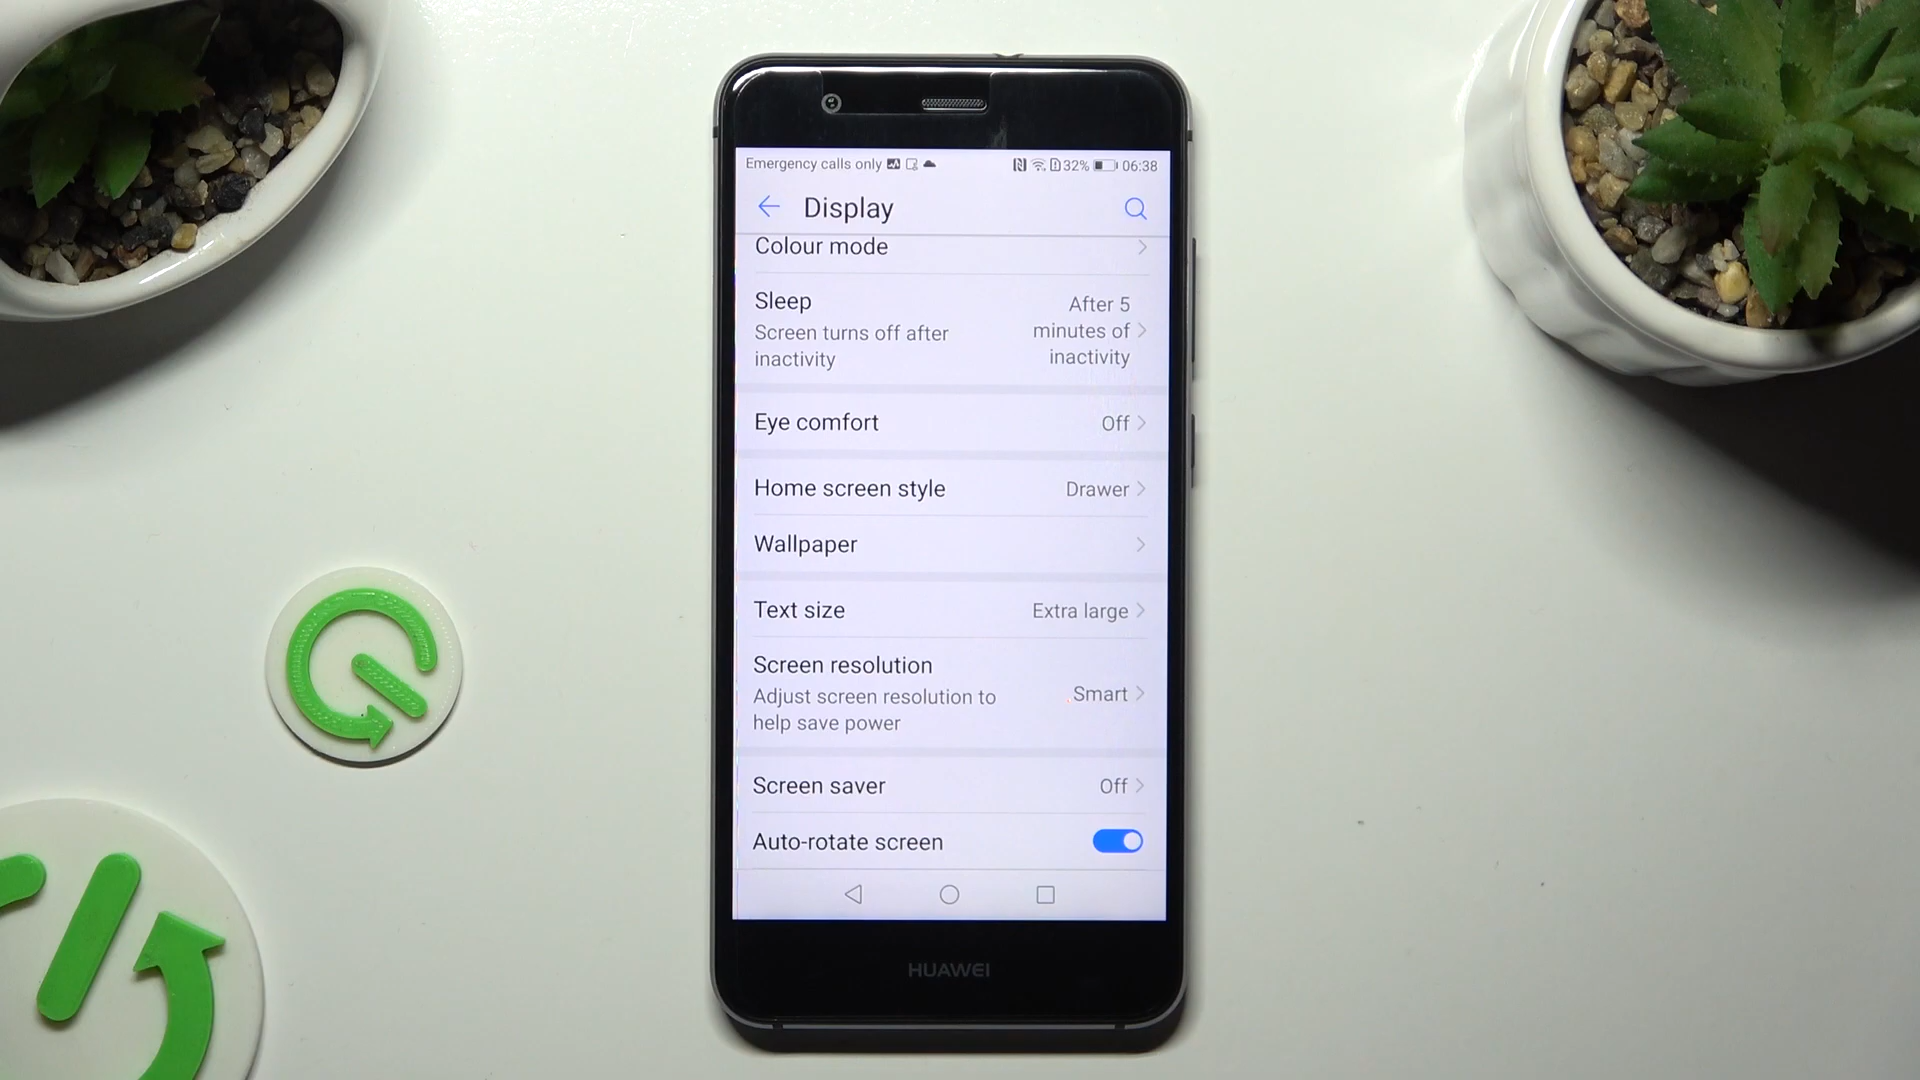 Emergency calls only 32% 06:38
Display
Colour mode
Sleep
After 5
minutes of
inactivity
Screen turns off after
inactivity
Eye comfort Off
Home screen style Drawer
Wallpaper
Text size Extra large
Screen resolution
Adjust screen resolution to
help save power
Smart
Screen saver Off
Auto-rotate screen
HUAWEI